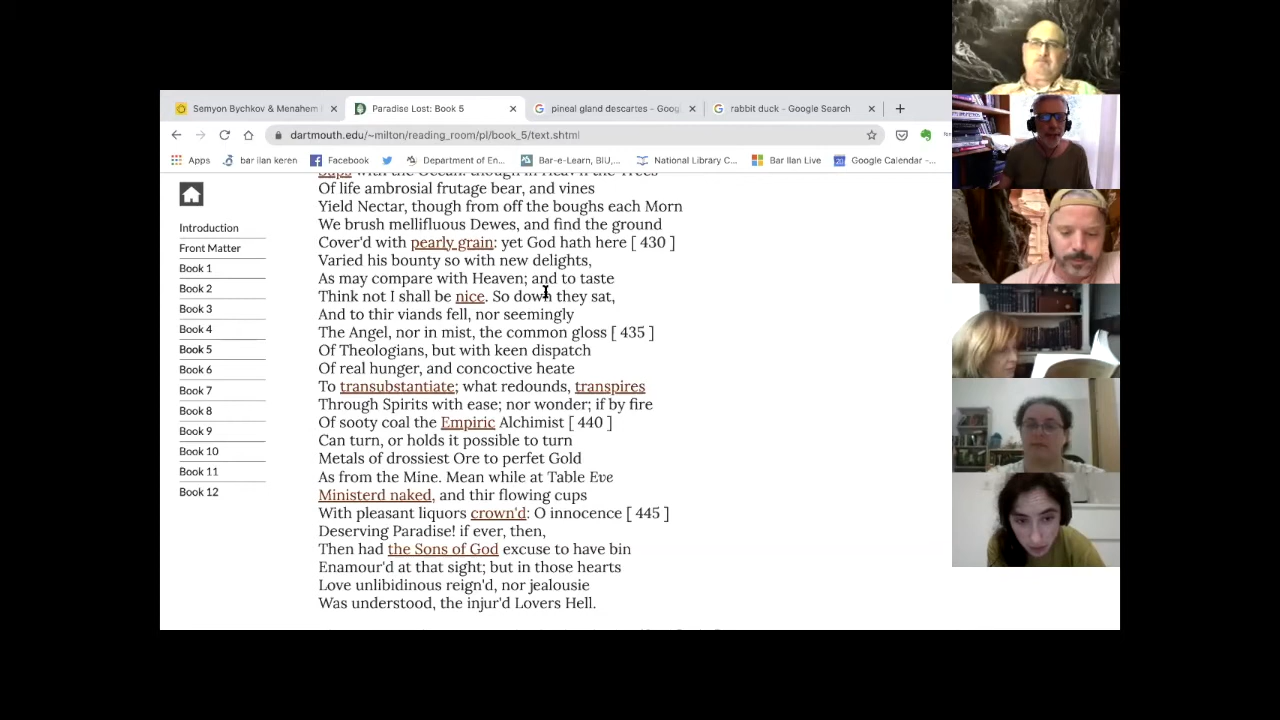 Semyon Bychkov & Menahem
Paradise Lost: Book 5
pineal gland descartes - Goog
rabbit duck - Google Search
dartmouth.edu/~milton/reading_room/pl/book_5/text.shtml
Apps
bar ilan keren
Facebook
Department of En...
Bar-e-Learn, BIU,...
National Library C...
Bar Ilan Live
Google Calendar -...
Introduction
Front Matter
Book 1
Book 2
Book 3
Book 4
Book 5
Book 6
Book 7
Book 8
Book 9
Book 10
Book 11
Book 12
Of life ambrosial frutage bear, and vines
Yield Nectar, though from off the boughs each Morn
We brush mellifluous Dewes, and find the ground
Cover'd with pearly grain: yet God hath here [ 430 ]
Varied his bounty so with new delights,
As may compare with Heaven; and to taste
Think not I shall be nice. So down they sat,
And to thir viands fell, nor seemingly
The Angel, nor in mist, the common gloss [ 435 ]
Of Theologians, but with keen dispatch
Of real hunger, and concoctive heate
To transubstantiate; what redounds, transpires
Through Spirits with ease; nor wonder; if by fire
Of sooty coal the Empiric Alchimist [ 440 ]
Can turn, or holds it possible to turn
Metals of drossiest Ore to perfet Gold
As from the Mine. Mean while at Table Eve
Ministerd naked, and thir flowing cups
With pleasant liquors crown'd: O innocence [ 445 ]
Deserving Paradise! if ever, then,
Then had the Sons of God excuse to have bin
Enamour'd at that sight; but in those hearts
Love unlibidinous reign'd, nor jealousie
Was understood, the injur'd Lovers Hell.